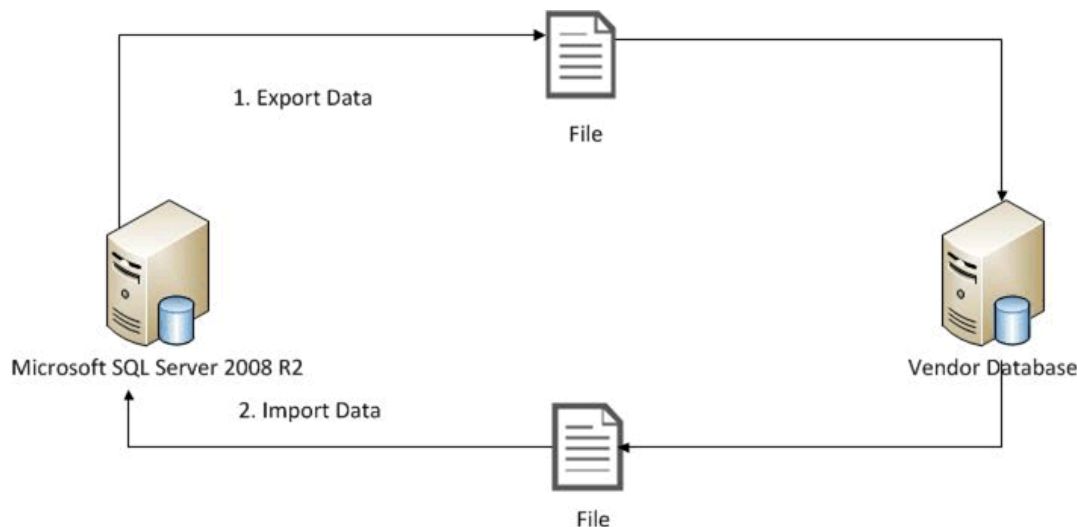 1. Export Data
File
Microsoft SQL Server 2008 R2
Vendor Database
2. Import Data
File